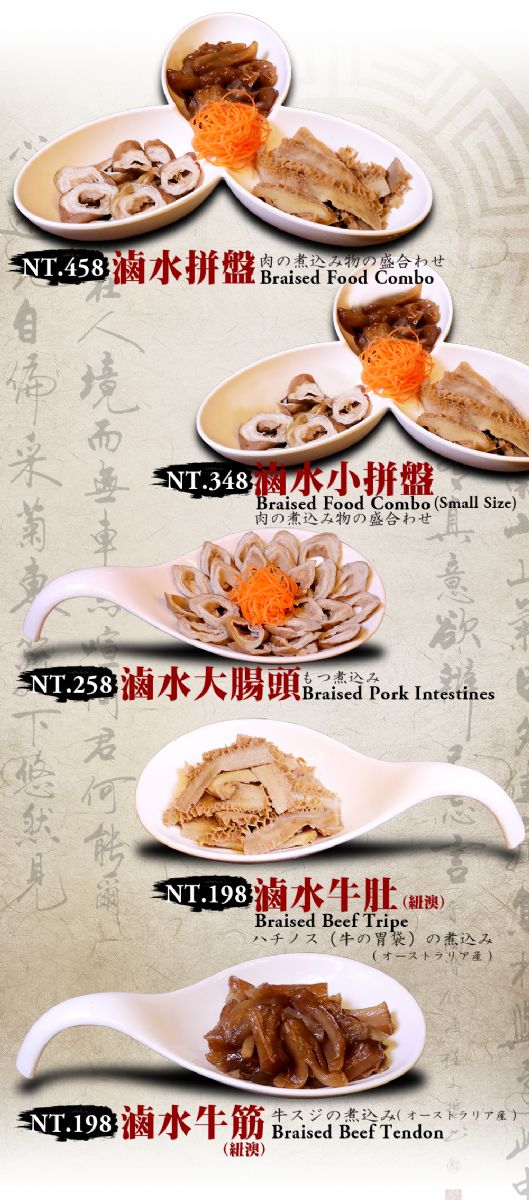 NT.458 滷水拼盤 肉の煮込み物の盛合わせ
Braised Food Combo
NT.348 滷水小拼盤
Braised Food Combo (Small Size)
肉の煮込み物の盛合わせ
NT.258 滷水大腸頭 もつ煮込み
Braised Pork Intestines
NT.198 滷水牛肚 (紐澳)
Braised Beef Tripe
ハチノス（牛の胃袋）の煮込み
(オーストラリア産)
NT.198 滷水牛筋 牛スジの煮込み(オーストラリア産)
(紐澳) Braised Beef Tendon